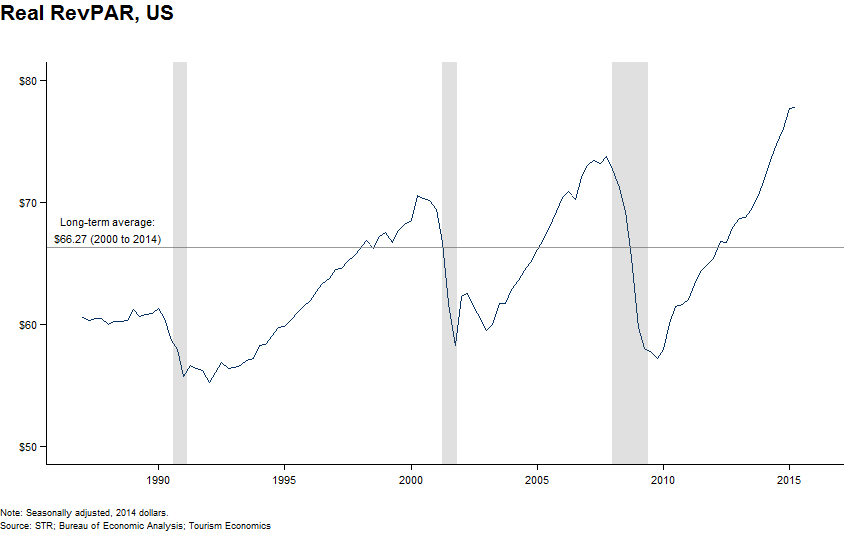 Real RevPAR, US
$80
$70
Long-term average:
$66.27 (2000 to 2014)
$60
$50
1990 1995 2000 2005 2010 2015
Note: Seasonally adjusted, 2014 dollars.
Source: STR; Bureau of Economic Analysis; Tourism Economics